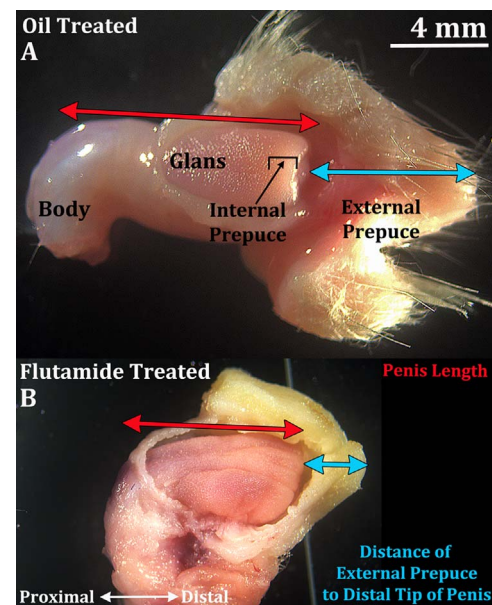 Oil Treated
A
4 mm
Glans
Body
Internal
Prepuce
External
Prepuce
Flutamide Treated
B
Penis Length
Proximal
Distal
Distance of
External Prepuce
to Distal Tip of Penis